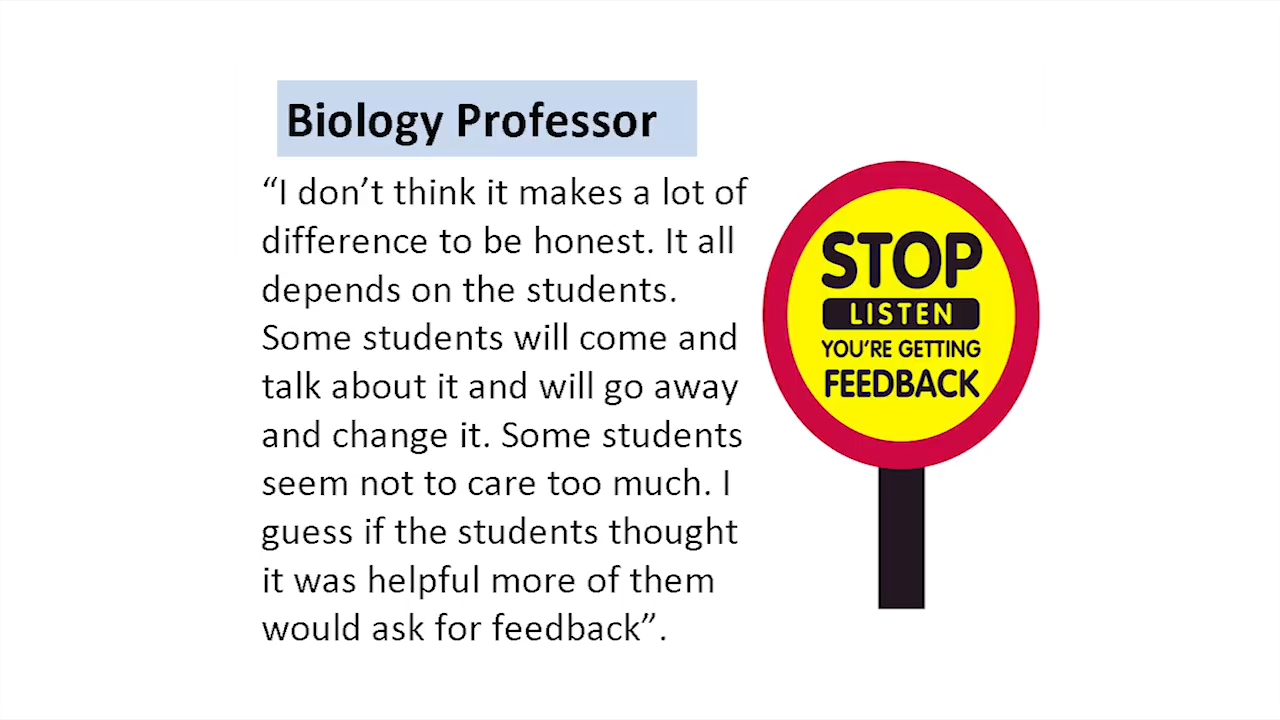 Biology Professor
“I don’t think it makes a lot of
difference to be honest. It all
depends on the students.
Some students will come and
talk about it and will go away
and change it. Some students
seem not to care too much. I
guess if the students thought
it was helpful more of them
would ask for feedback”.
STOP
LISTEN
YOU’RE GETTING
FEEDBACK